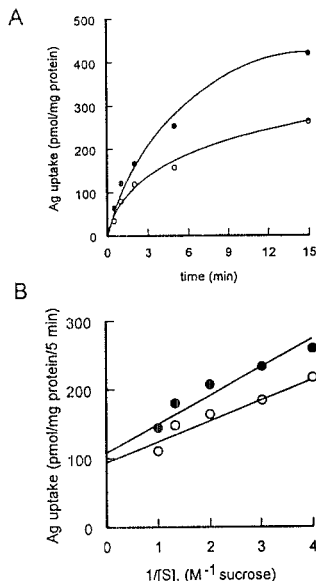 A
Ag uptake (pmol/mg protein)
500
400
300
200
100
0
0 3 6 9 12 15
time (min)
B
Ag uptake (pmol/mg protein/5 min)
300
200
100
0
0 1 2 3 4
1/[S], (M⁻¹ sucrose)